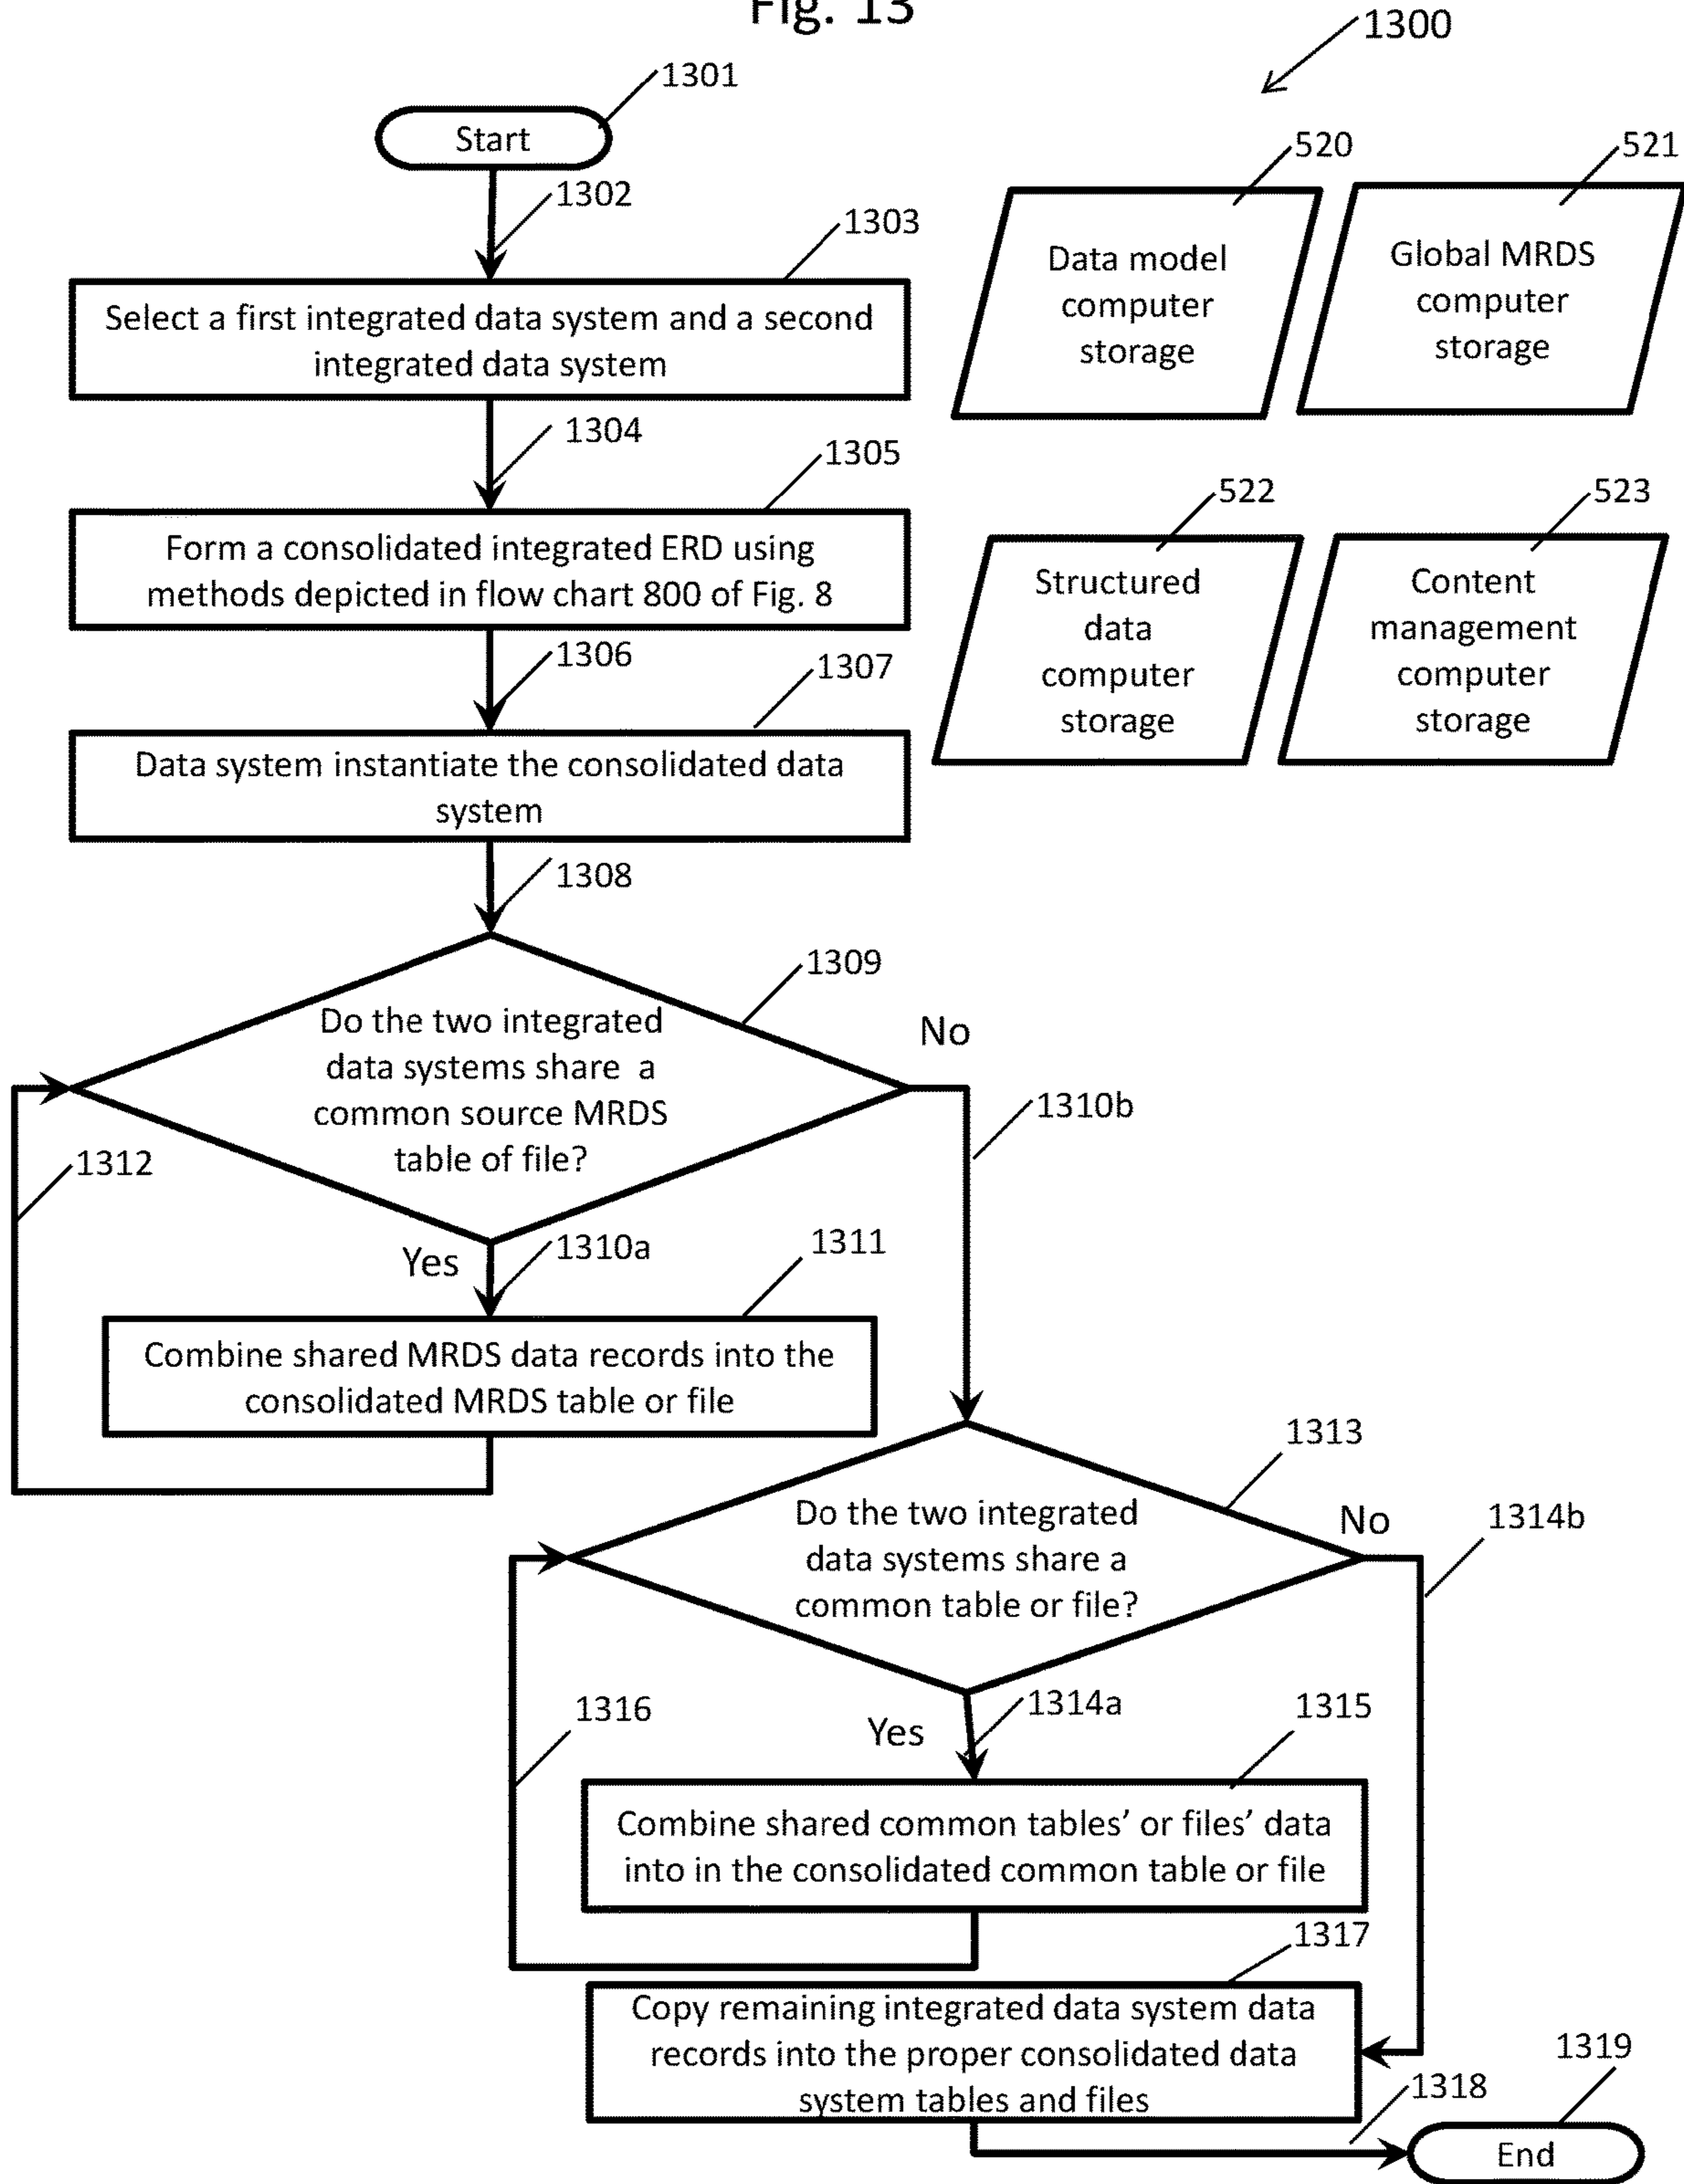 Fig. 13
1300
1301
Start
1302
1303
Select a first integrated data system and a second
integrated data system
1304
1305
Form a consolidated integrated ERD using
methods depicted in flow chart 800 of Fig. 8
1306
1307
Data system instantiate the consolidated data
system
520
Data model
computer
storage
521
Global MRDS
computer
storage
522
Structured
data
computer
storage
523
Content
management
computer
storage
1308
1309
Do the two integrated
data systems share a
common source MRDS
table of file?
No
1310b
1312
Yes
1310a
1311
Combine shared MRDS data records into the
consolidated MRDS table or file
1313
Do the two integrated
data systems share a
common table or file?
No
1314b
1316
Yes
1314a
1315
Combine shared common tables’ or files’ data
into in the consolidated common table or file
1317
Copy remaining integrated data system data
records into the proper consolidated data
system tables and files
1318
1319
End